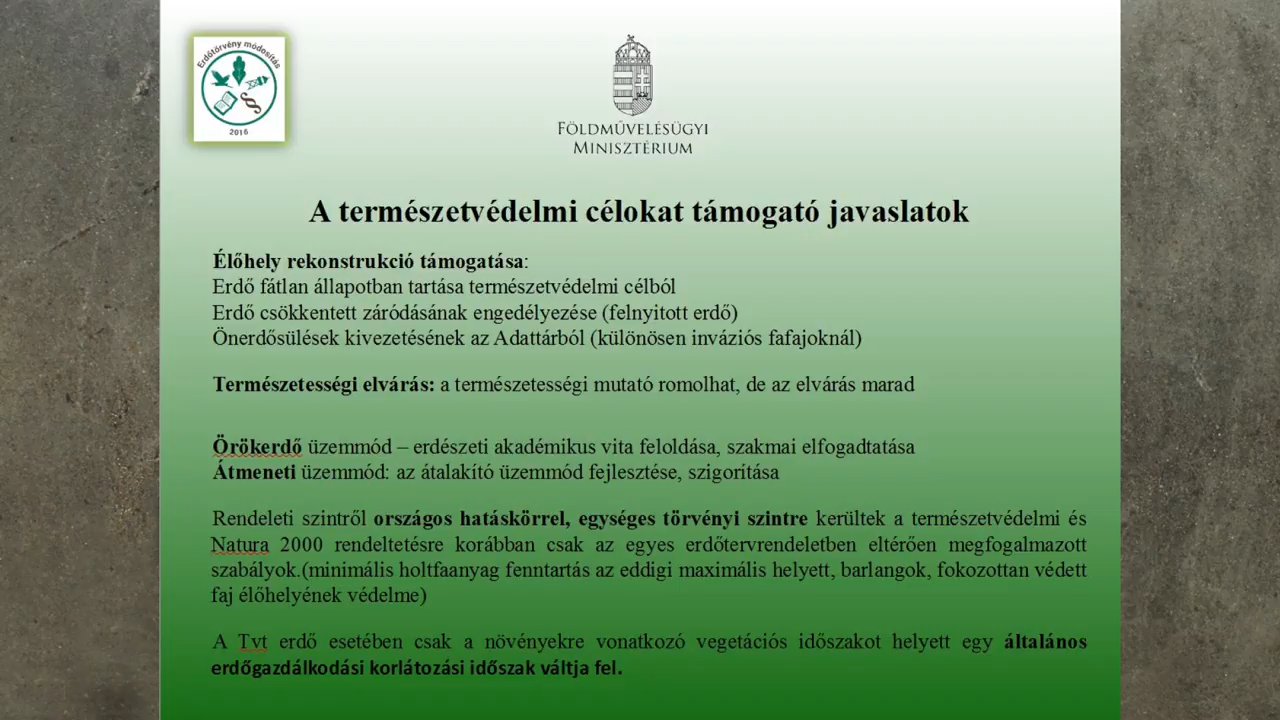 Erdőtörvény módosítás
2016
FÖLDMŰVELÉSÜGYI
MINISZTÉRIUM
A természetvédelmi célokat támogató javaslatok
Élőhely rekonstrukció támogatása:
Erdő fátlan állapotban tartása természetvédelmi célból
Erdő csökkentett záródásának engedélyezése (felnyitott erdő)
Önerdősülések kivezetésének az Adattárból (különösen inváziós fafajoknál)
Természetességi elvárás: a természetességi mutató romolhat, de az elvárás marad
Örökerdő üzemmód – erdészeti akadémikus vita feloldása, szakmai elfogadtatása
Átmeneti üzemmód: az átalakító üzemmód fejlesztése, szigorítása
Rendeleti szintről országos hatáskörrel, egységes törvényi szintre kerültek a természetvédelmi és
Natura 2000 rendeltetésre korábban csak az egyes erdőtervrendeletben eltérően megfogalmazott
szabályok.(minimális holtfaanyag fenntartás az eddigi maximális helyett, barlangok, fokozottan védett
faj élőhelyének védelme)
A Tvt erdő esetében csak a növényekre vonatkozó vegetációs időszakot helyett egy általános
erdőgazdálkodási korlátozási időszak váltja fel.